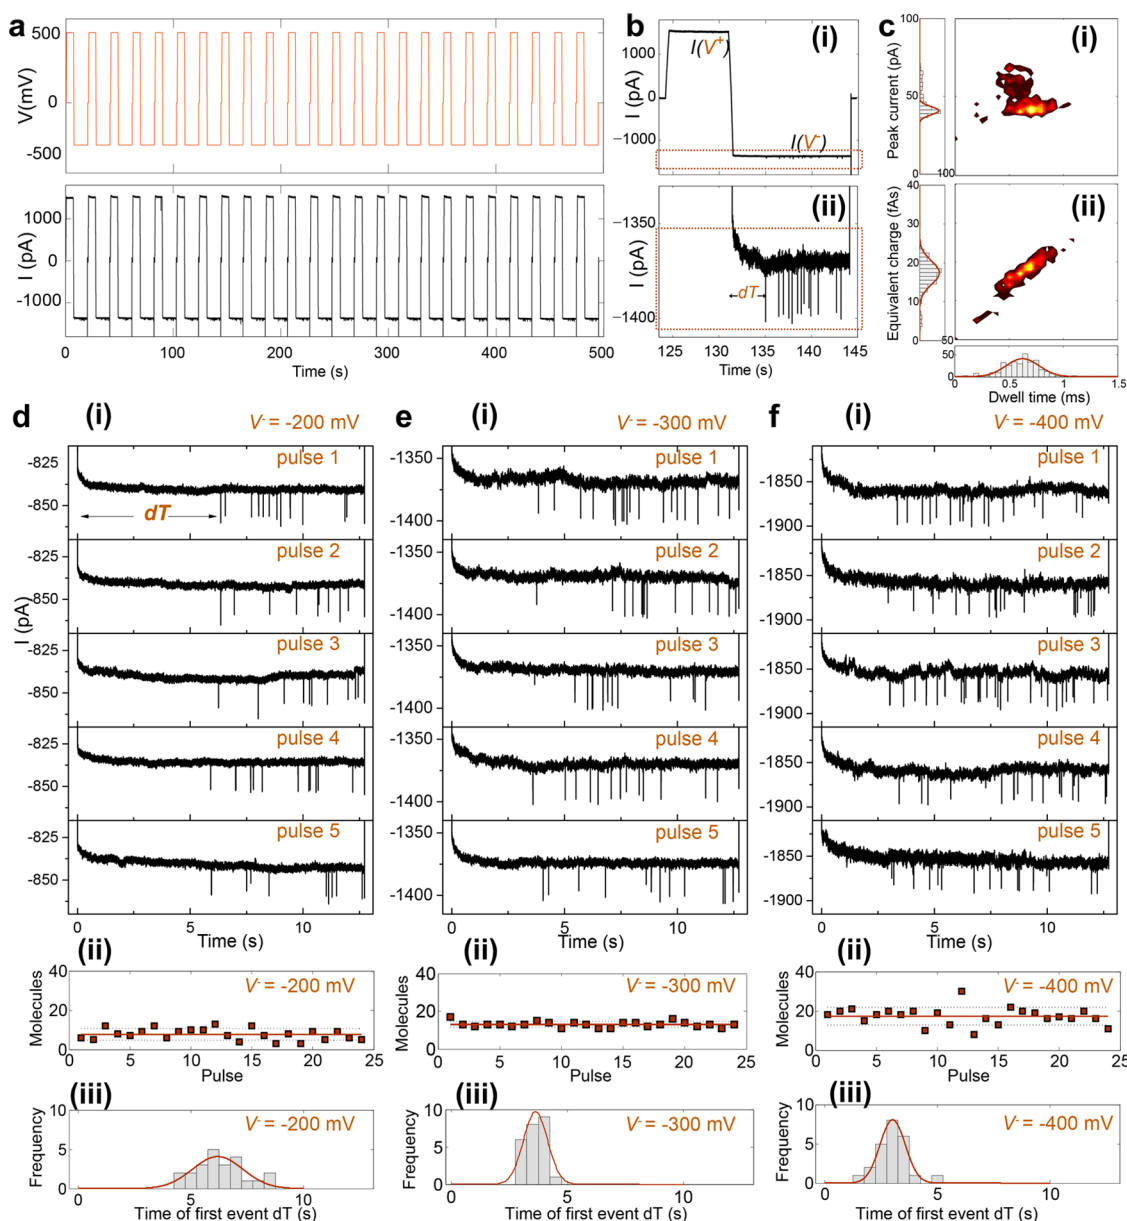 a
500
0
-500
V(mV)
1500
0
-1000
I (pA)
0
100
200
300
400
500
Time (s)
b
(i)
1000
0
-1000
I (pA)
I(V+)
I(V-)
(ii)
-1350
-1400
I (pA)
dT
125
130
135
140
145
Time (s)
c
(i)
100
50
0
Peak current (pA)
100
(ii)
40
30
20
10
0
Equivalent charge (fAs)
50
50
0
0
0.5
1
1.5
Dwell time (ms)
d
(i)
V- = -200 mV
pulse 1
-825
-850
dT
pulse 2
-825
-850
I (pA)
pulse 3
-825
-850
pulse 4
-825
-850
pulse 5
-825
-850
0
5
10
Time (s)
e
(i)
V- = -300 mV
pulse 1
-1350
-1400
pulse 2
-1350
-1400
pulse 3
-1350
-1400
pulse 4
-1350
-1400
pulse 5
-1350
-1400
0
5
10
Time (s)
f
(i)
V- = -400 mV
pulse 1
-1850
-1900
pulse 2
-1850
-1900
pulse 3
-1850
-1900
pulse 4
-1850
-1900
pulse 5
-1850
-1900
0
5
10
Time (s)
(ii)
V- = -200 mV
40
20
0
Molecules
0
5
10
15
20
25
Pulse
(ii)
V- = -300 mV
40
20
0
Molecules
0
5
10
15
20
25
Pulse
(ii)
V- = -400 mV
40
20
0
Molecules
0
5
10
15
20
25
Pulse
(iii)
V- = -200 mV
10
5
0
Frequency
0
5
10
Time of first event dT (s)
(iii)
V- = -300 mV
10
5
0
Frequency
0
5
10
Time of first event dT (s)
(iii)
V- = -400 mV
10
5
0
Frequency
0
5
10
Time of first event dT (s)